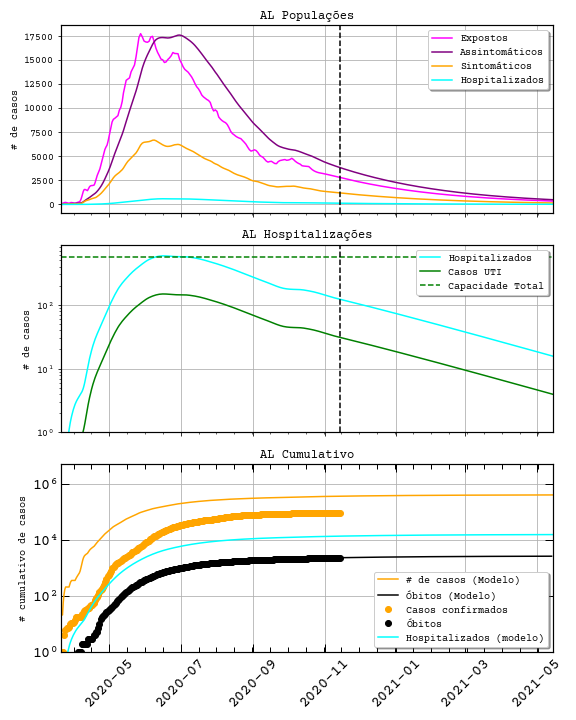 AL Populações
17500
15000
12500
10000
7500
5000
2500
0
# de casos
Expostos
Assintomáticos
Sintomáticos
Hospitalizados
AL Hospitalizações
10²
10¹
10⁰
# de casos
Hospitalizados
Casos UTI
Capacidade Total
AL Cumulativo
10⁶
10⁴
10²
10⁰
# cumulativo de casos
# de casos (Modelo)
Óbitos (Modelo)
Casos confirmados
Óbitos
Hospitalizados (modelo)
2020-05
2020-07
2020-09
2020-11
2021-01
2021-03
2021-05